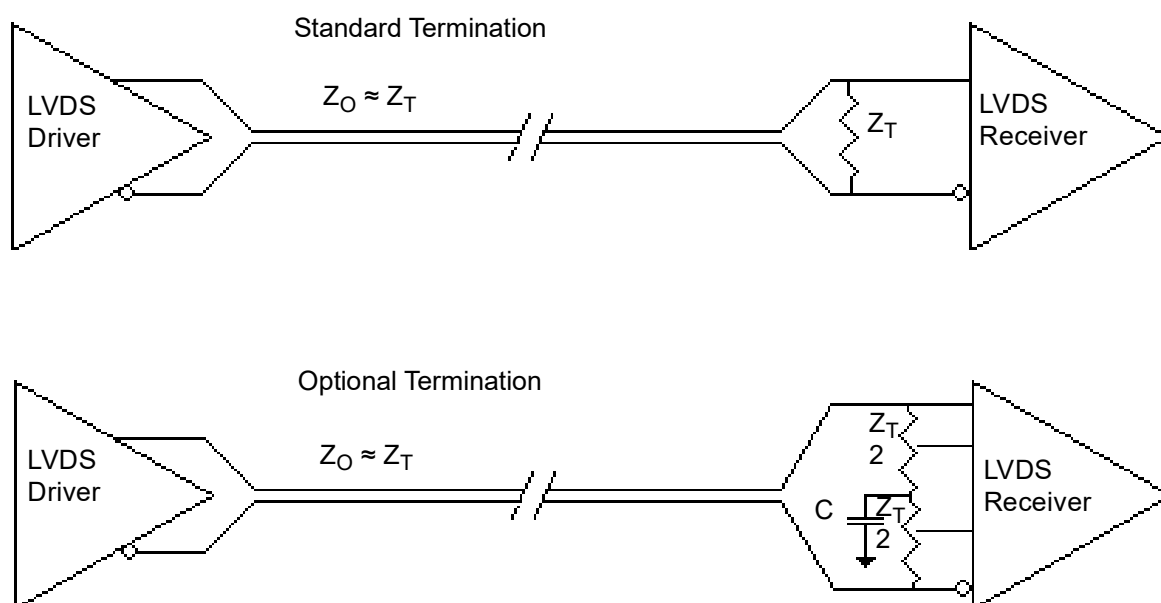 Standard Termination
LVDS
Driver
ZO ≈ ZT
ZT
LVDS
Receiver
Optional Termination
LVDS
Driver
ZO ≈ ZT
ZT
2
C
ZT
2
LVDS
Receiver